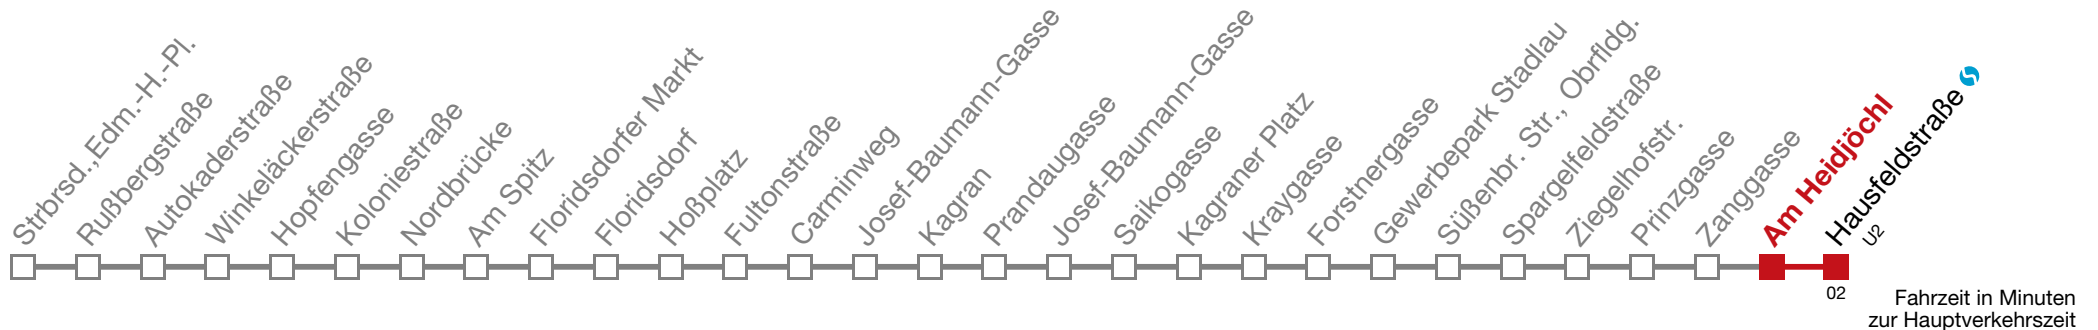 Strbrsd.,Edm.-H.-Pl.
Rußbergstraße
Autokaderstraße
Winkeläckerstraße
Hopfengasse
Koloniestraße
Nordbrücke
Am Spitz
Floridsdorfer Markt
Floridsdorf
Hoßplatz
Fultonstraße
Carminweg
Josef-Baumann-Gasse
Kagran
Prandaugasse
Josef-Baumann-Gasse
Saikogasse
Kagraner Platz
Kraygasse
Forstnergasse
Gewerbepark Stadlau
Süßenbr. Str., Obrfldg.
Spargelfeldstraße
Ziegelhofstr.
Prinzgasse
Zanggasse
Am Heidjöchl
Hausfeldstraße
U2
02
Fahrzeit in Minuten
zur Hauptverkehrszeit